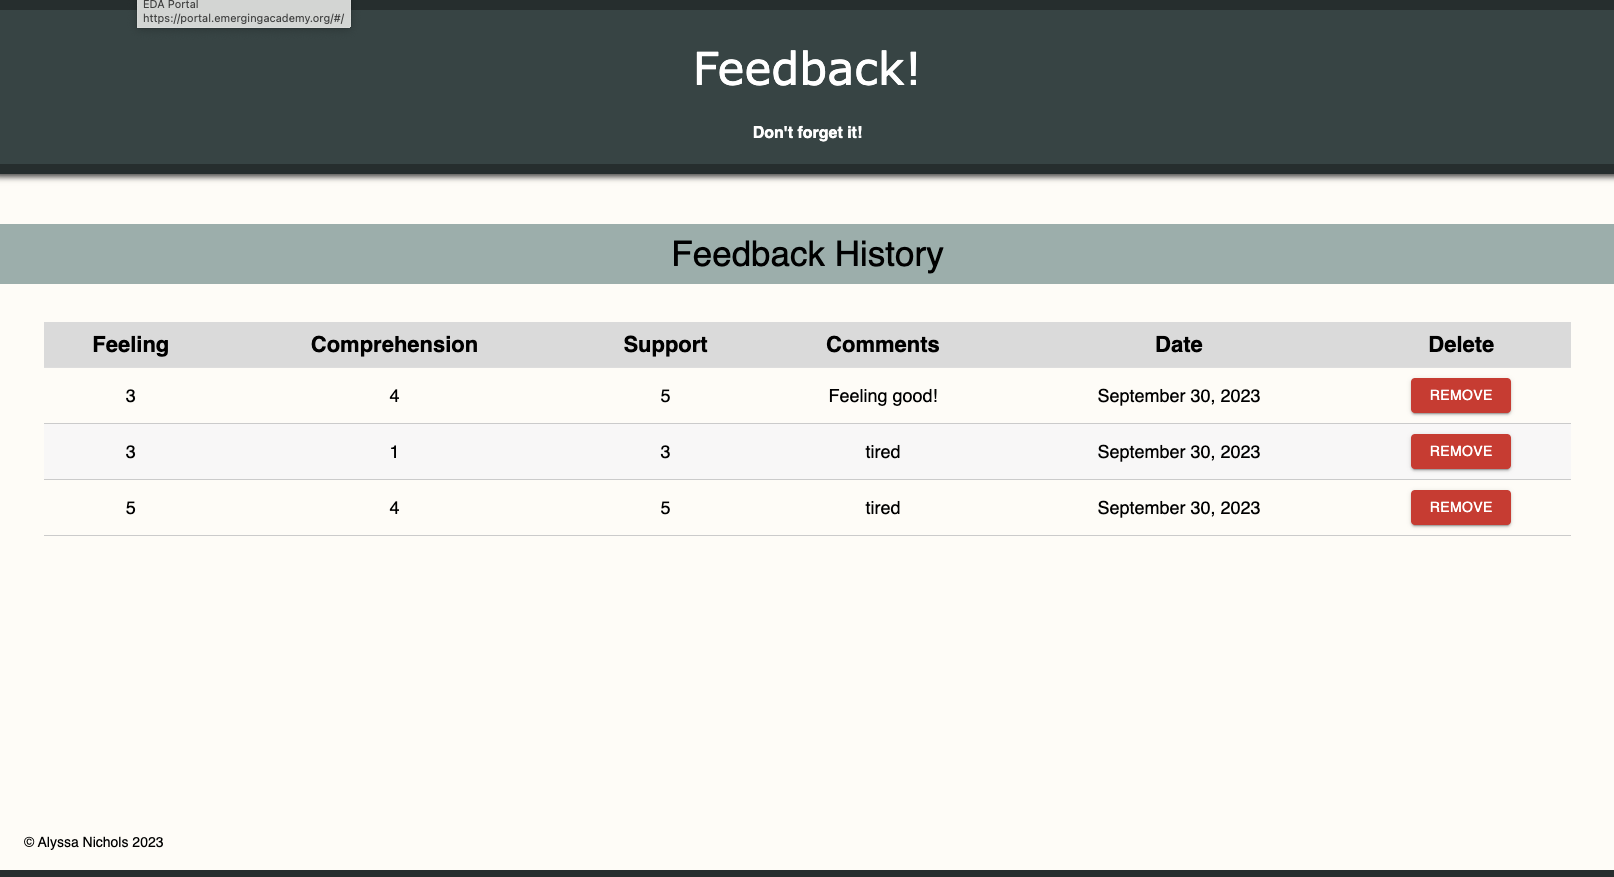 EDA Portal
https://portal.emergingacademy.org/#/
Feedback!
Don't forget it!
Feedback History
Feeling Comprehension Support Comments Date Delete
3 4 5 Feeling good! September 30, 2023 REMOVE
3 1 3 tired September 30, 2023 REMOVE
5 4 5 tired September 30, 2023 REMOVE
© Alyssa Nichols 2023